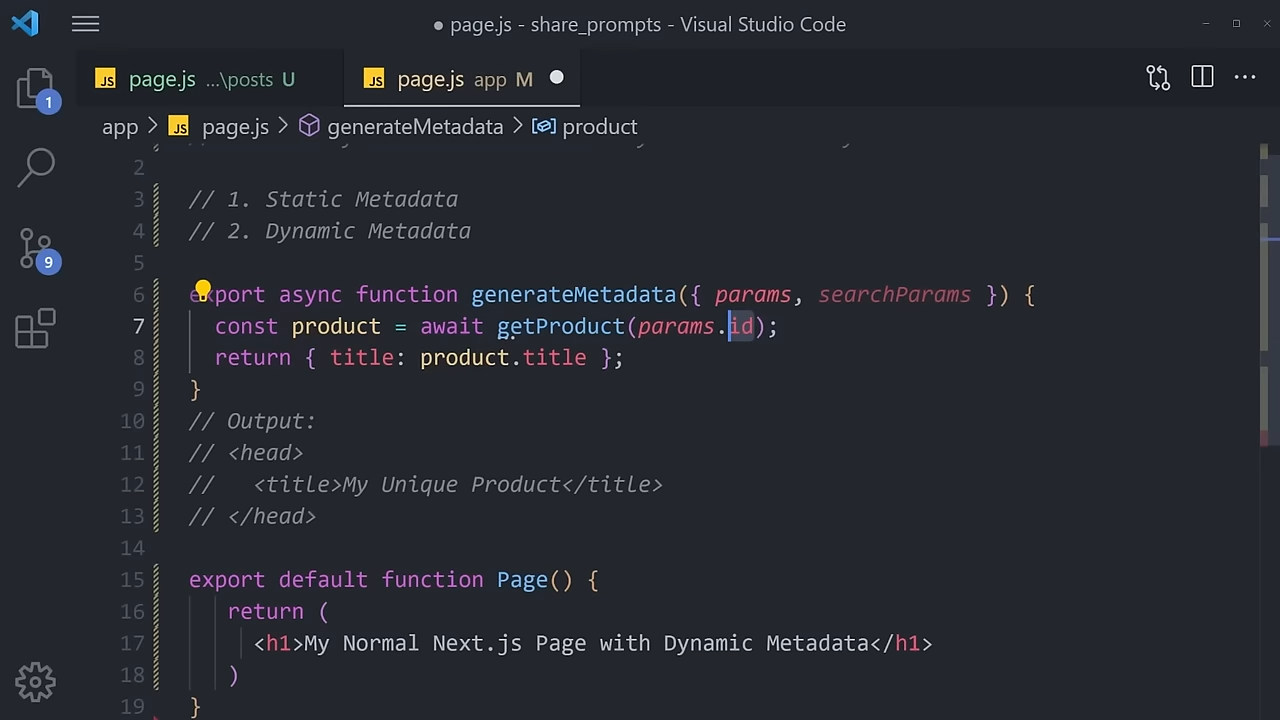 page.js - share_prompts - Visual Studio Code
JS page.js ...\posts U
JS page.js app M
1
app > JS page.js > generateMetadata > product
2
3 // 1. Static Metadata
4 // 2. Dynamic Metadata
5
9
6 export async function generateMetadata({ params, searchParams }) {
7 const product = await getProduct(params.id);
8 return { title: product.title };
9 }
10 // Output:
11 // <head>
12 //   <title>My Unique Product</title>
13 // </head>
14
15 export default function Page() {
16 return (
17 <h1>My Normal Next.js Page with Dynamic Metadata</h1>
18 )
19 }